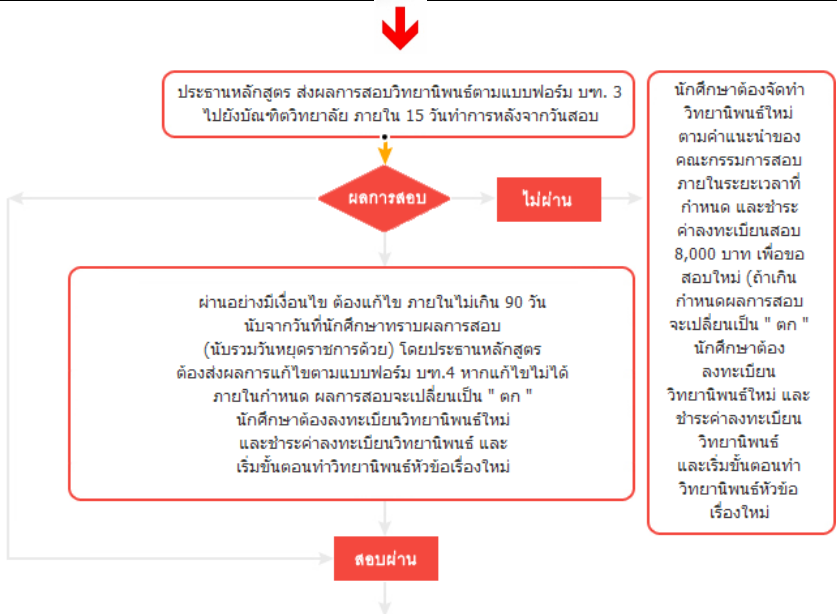 ประธานหลักสูตร ส่งผลการสอบวิทยานิพนธ์ตามแบบฟอร์ม บฑ. 3
ไปยังบัณฑิตวิทยาลัย ภายใน 15 วันทำการหลังจากวันสอบ
ผลการสอบ
ไม่ผ่าน
นักศึกษาต้องจัดทำ
วิทยานิพนธ์ใหม่
ตามคำแนะนำของ
คณะกรรมการสอบ
ภายในระยะเวลาที่
กำหนด และชำระ
ค่าลงทะเบียนสอบ
8,000 บาท เพื่อขอ
สอบใหม่ (ถ้าเกิน
กำหนดผลการสอบ
จะเปลี่ยนเป็น " ตก "
นักศึกษาต้อง
ลงทะเบียน
วิทยานิพนธ์ใหม่ และ
ชำระค่าลงทะเบียน
วิทยานิพนธ์
และเริ่มขั้นตอนทำ
วิทยานิพนธ์หัวข้อ
เรื่องใหม่
ผ่านอย่างมีเงื่อนไข ต้องแก้ไข ภายในไม่เกิน 90 วัน
นับจากวันที่นักศึกษาทราบผลการสอบ
(นับรวมวันหยุดราชการด้วย) โดยประธานหลักสูตร
ต้องส่งผลการแก้ไขตามแบบฟอร์ม บฑ.4 หากแก้ไขไม่ได้
ภายในกำหนด ผลการสอบจะเปลี่ยนเป็น " ตก "
นักศึกษาต้องลงทะเบียนวิทยานิพนธ์ใหม่
และชำระค่าลงทะเบียนวิทยานิพนธ์ และ
เริ่มขั้นตอนทำวิทยานิพนธ์หัวข้อเรื่องใหม่
สอบผ่าน